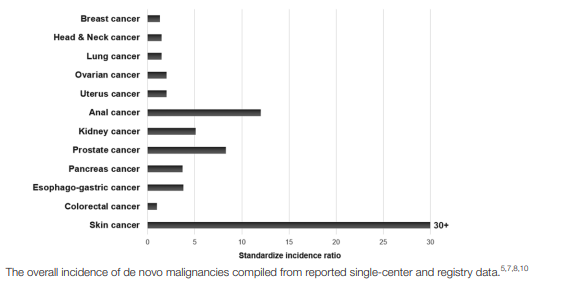 Breast cancer
Head & Neck cancer
Lung cancer
Ovarian cancer
Uterus cancer
Anal cancer
Kidney cancer
Prostate cancer
Pancreas cancer
Esophago-gastric cancer
Colorectal cancer
Skin cancer
30+
0 5 10 15 20 25 30
Standardize incidence ratio
The overall incidence of de novo malignancies compiled from reported single-center and registry data.5,7,8,10